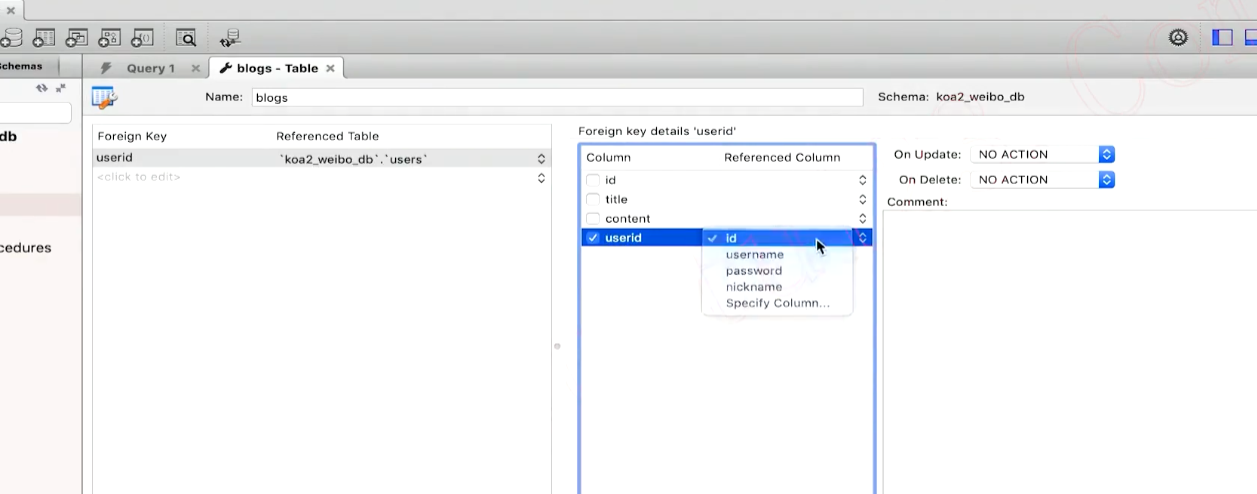 Schemas
Query 1
blogs - Table
Name: blogs
Schema: koa2_weibo_db
db
cedures
Foreign Key Referenced Table
userid `koa2_weibo_db`.`users`
<click to edit>
Foreign key details 'userid'
Column Referenced Column
id
title
content
userid id
username
password
nickname
Specify Column...
On Update: NO ACTION
On Delete: NO ACTION
Comment: